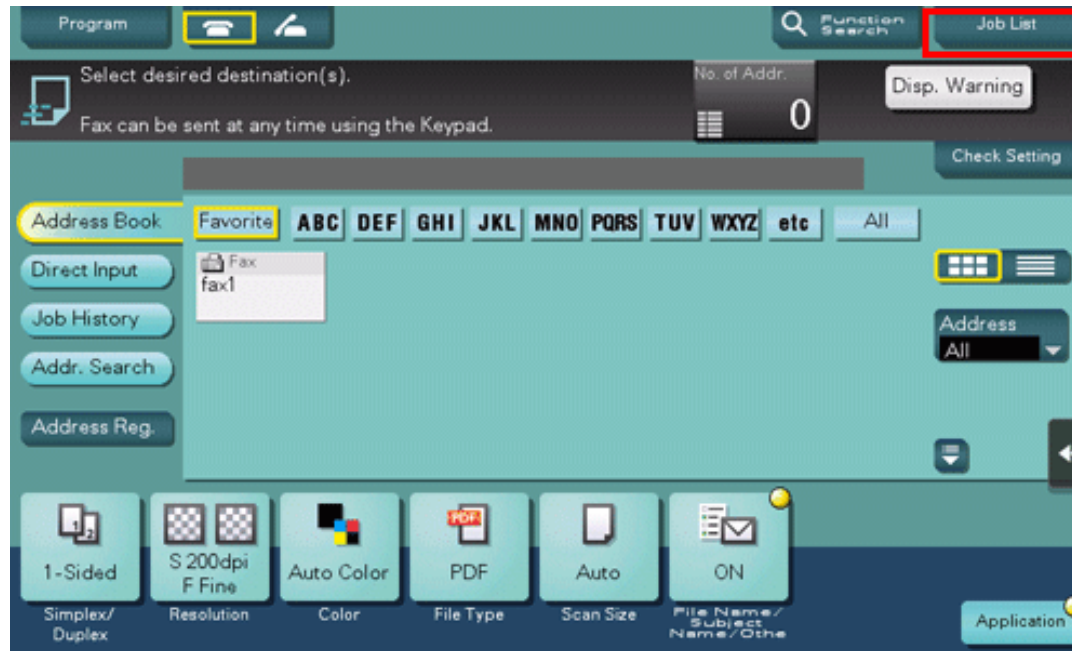 Program
Function
Search
Job List
Select desired destination(s).
No. of Addr.
Disp. Warning
Fax can be sent at any time using the Keypad.
0
Check Setting
Address Book
Favorite ABC DEF GHI JKL MNO PQRS TUV WXYZ etc All
Direct Input
Fax
fax1
Job History
Address
All
Addr. Search
Address Reg.
1 2
PDF
1-Sided
S 200dpi
F Fine
Auto Color
PDF
Auto
ON
Simplex/
Duplex
Resolution
Color
File Type
Scan Size
File Name/
Subject
Name/Othe
Application